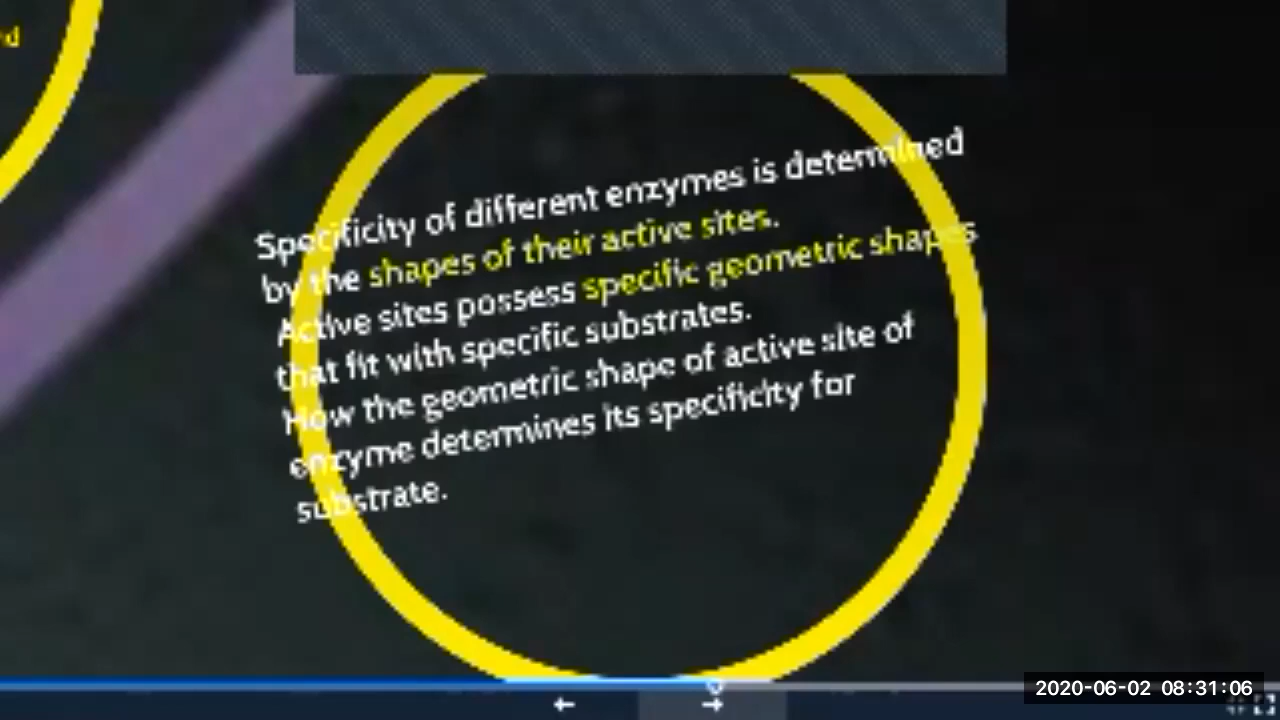 nd
Specificity of different enzymes is determined
by the shapes of their active sites.
Active sites possess specific geometric shapes
that fit with specific substrates.
How the geometric shape of active site of
enzyme determines its specificity for
substrate.
2020-06-02 08:31:06